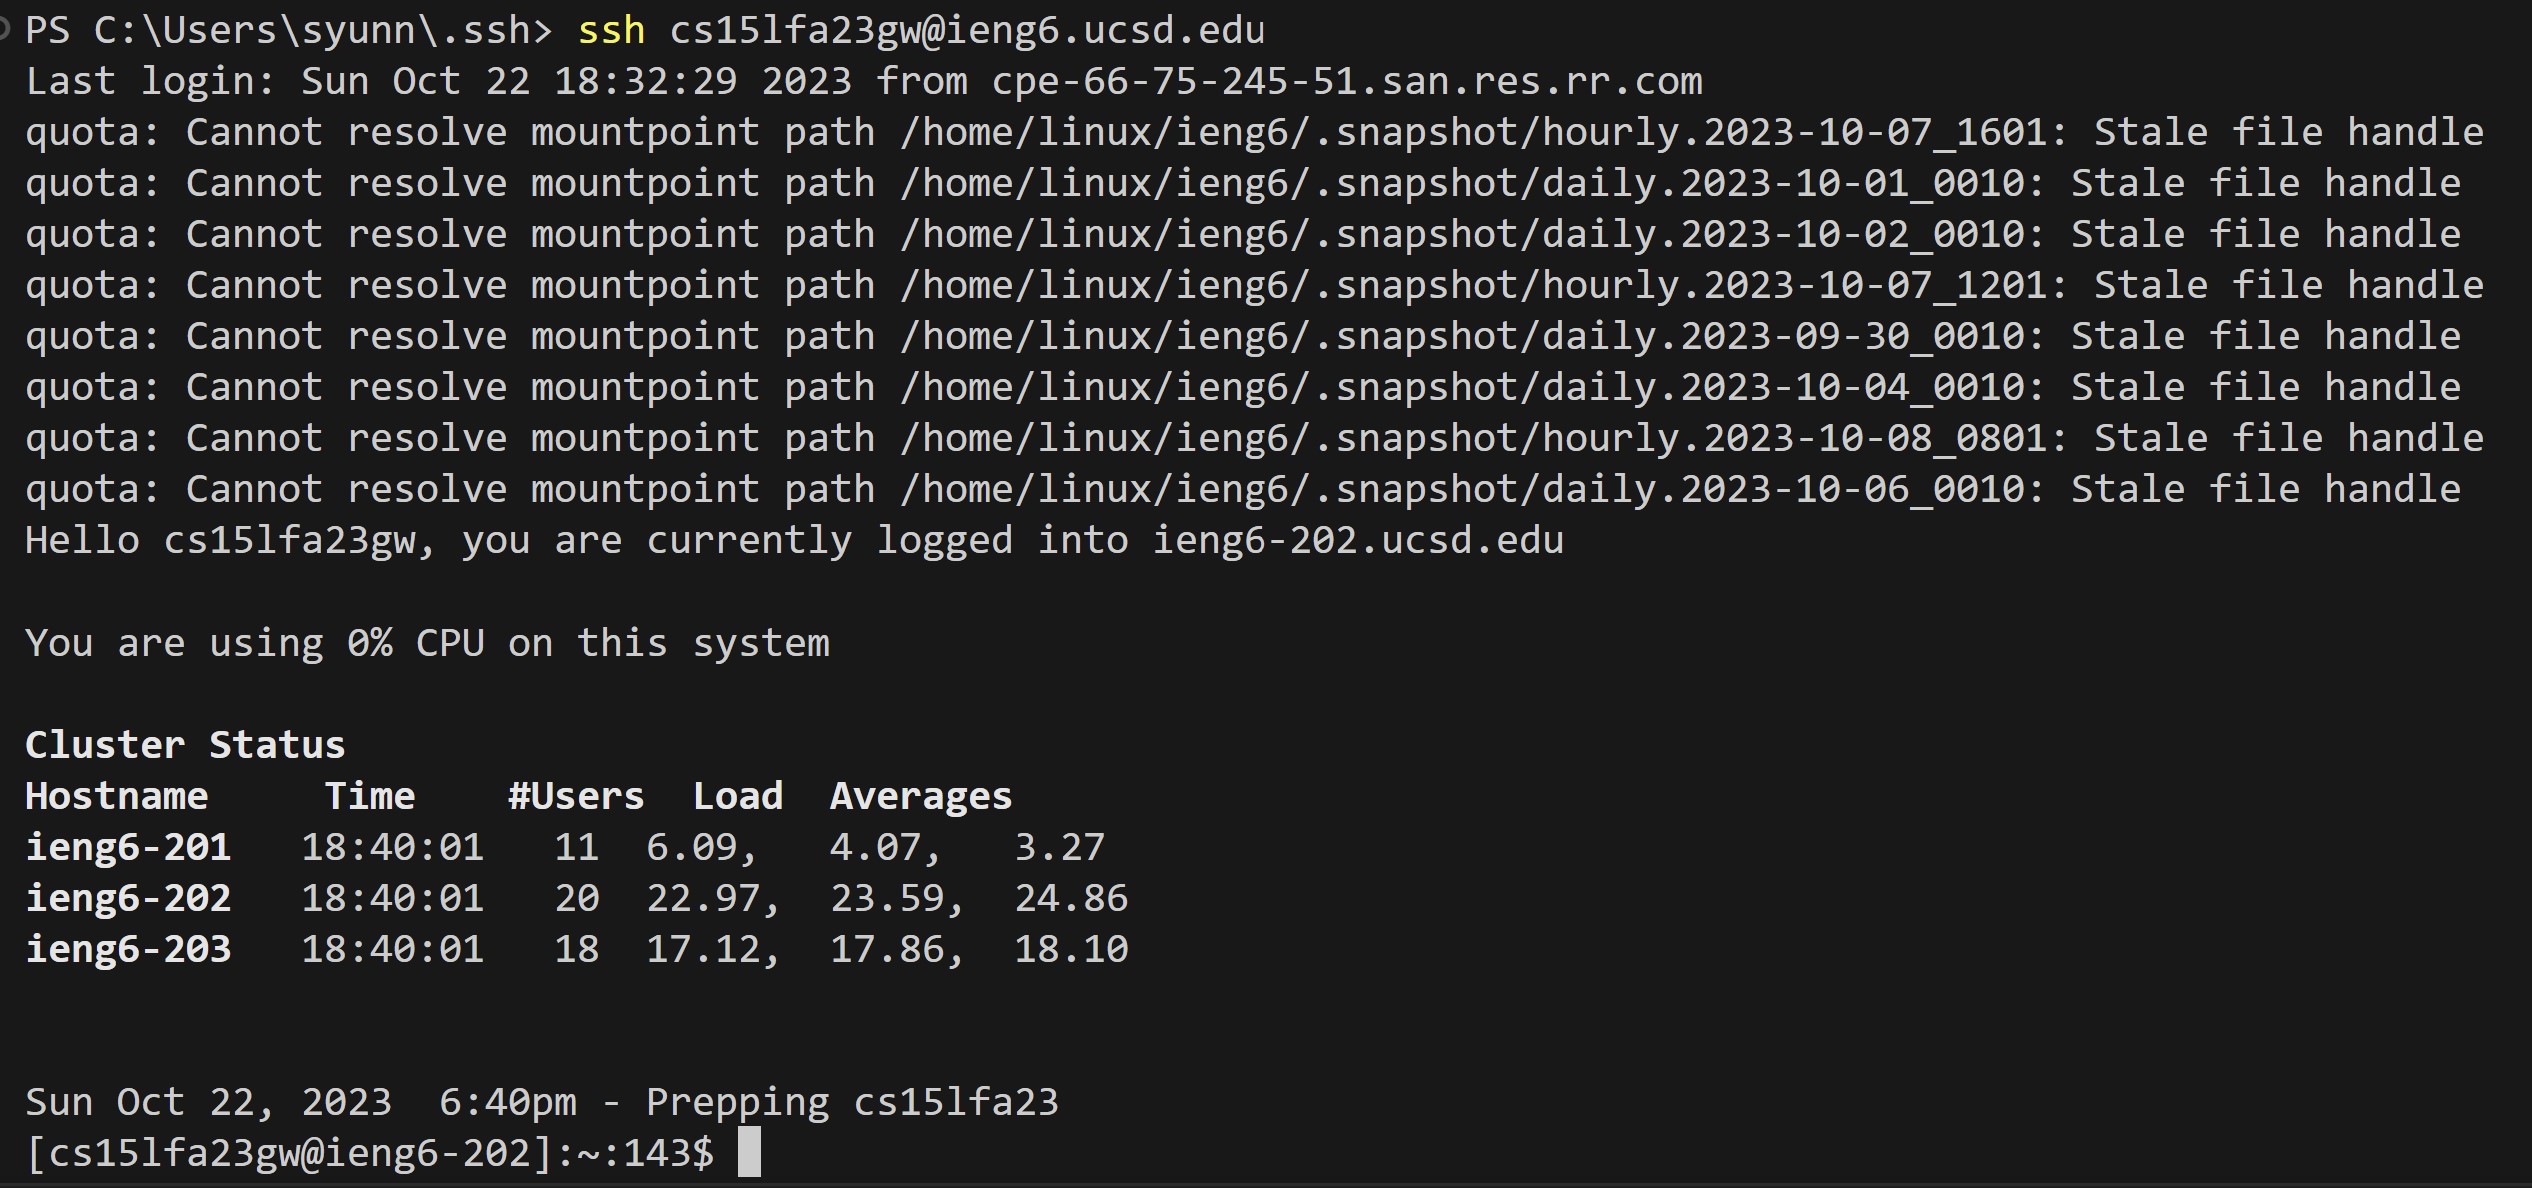 PS C:\Users\syunn\.ssh> ssh cs15lfa23gw@ieng6.ucsd.edu
Last login: Sun Oct 22 18:32:29 2023 from cpe-66-75-245-51.san.res.rr.com
quota: Cannot resolve mountpoint path /home/linux/ieng6/.snapshot/hourly.2023-10-07_1601: Stale file handle
quota: Cannot resolve mountpoint path /home/linux/ieng6/.snapshot/daily.2023-10-01_0010: Stale file handle
quota: Cannot resolve mountpoint path /home/linux/ieng6/.snapshot/daily.2023-10-02_0010: Stale file handle
quota: Cannot resolve mountpoint path /home/linux/ieng6/.snapshot/hourly.2023-10-07_1201: Stale file handle
quota: Cannot resolve mountpoint path /home/linux/ieng6/.snapshot/daily.2023-09-30_0010: Stale file handle
quota: Cannot resolve mountpoint path /home/linux/ieng6/.snapshot/daily.2023-10-04_0010: Stale file handle
quota: Cannot resolve mountpoint path /home/linux/ieng6/.snapshot/hourly.2023-10-08_0801: Stale file handle
quota: Cannot resolve mountpoint path /home/linux/ieng6/.snapshot/daily.2023-10-06_0010: Stale file handle
Hello cs15lfa23gw, you are currently logged into ieng6-202.ucsd.edu
You are using 0% CPU on this system
Cluster Status
Hostname     Time    #Users  Load  Averages
ieng6-201   18:40:01   11  6.09,   4.07,   3.27
ieng6-202   18:40:01   20  22.97,  23.59,  24.86
ieng6-203   18:40:01   18  17.12,  17.86,  18.10
Sun Oct 22, 2023  6:40pm - Prepping cs15lfa23
[cs15lfa23gw@ieng6-202]:~:143$